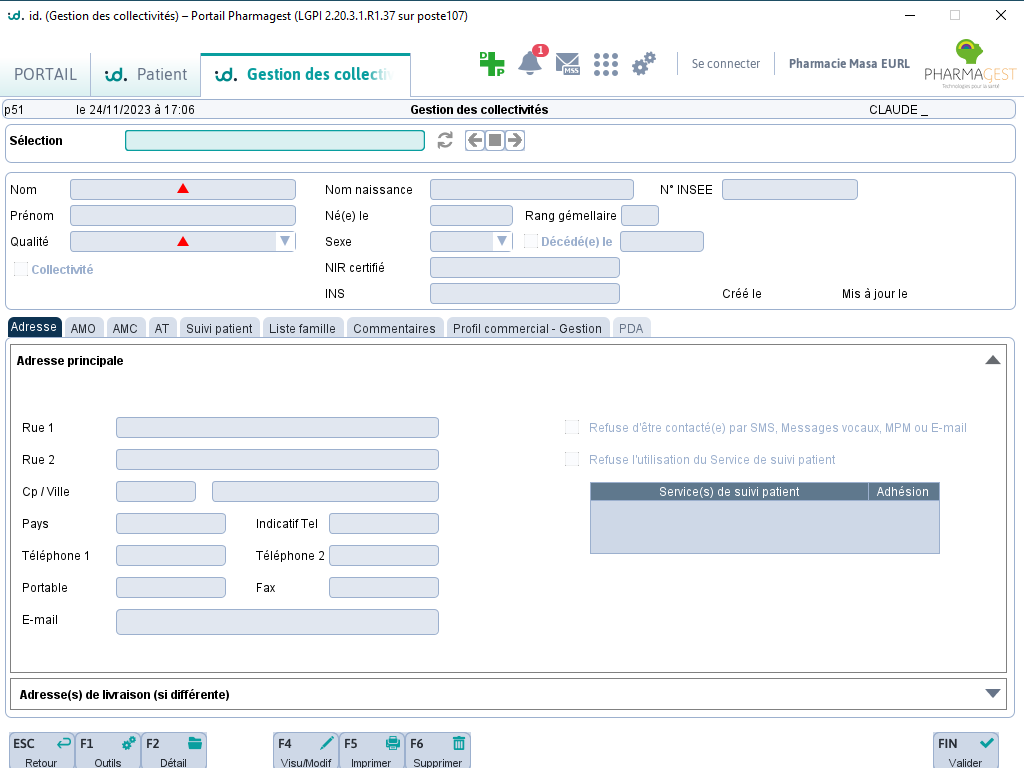 id. (Gestion des collectivités) – Portail Pharmagest (LGPI 2.20.3.1.R1.37 sur poste107)
PORTAIL
id. Patient
id. Gestion des collecti
D P
1
MSS
Se connecter
Pharmacie Masa EURL
PHARMAGEST
Technologies pour la santé
p51 le 24/11/2023 à 17:06 Gestion des collectivités CLAUDE _
Sélection
Nom Nom naissance N° INSEE
Prénom Né(e) le Rang gémellaire
Qualité Sexe Décédé(e) le
Collectivité NIR certifié
INS Créé le Mis à jour le
Adresse AMO AMC AT Suivi patient Liste famille Commentaires Profil commercial - Gestion PDA
Adresse principale
Rue 1 Refuse d'être contacté(e) par SMS, Messages vocaux, MPM ou E-mail
Rue 2 Refuse l'utilisation du Service de suivi patient
Cp / Ville Service(s) de suivi patient Adhésion
Pays Indicatif Tel
Téléphone 1 Téléphone 2
Portable Fax
E-mail
Adresse(s) de livraison (si différente)
ESC F1 F2 F4 F5 F6 FIN
Retour Outils Détail Visu/Modif Imprimer Supprimer Valider